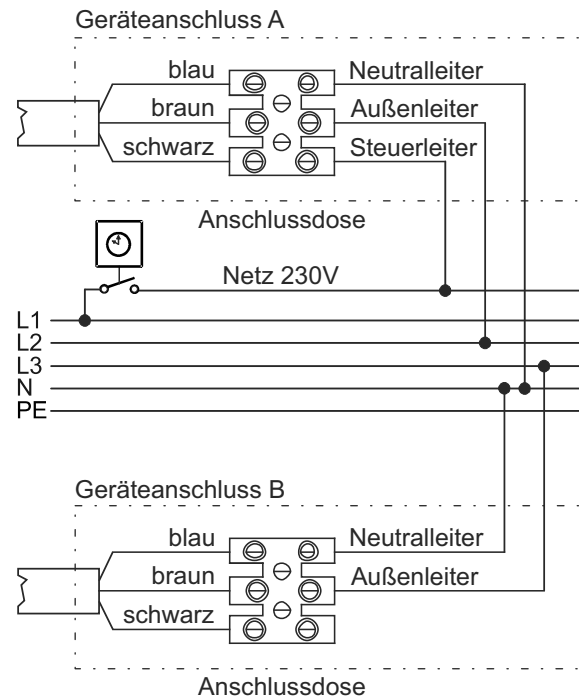 Geräteanschluss A
blau
Neutralleiter
braun
Außenleiter
schwarz
Steuerleiter
Anschlussdose
Netz 230V
L1
L2
L3
N
PE
Geräteanschluss B
blau
Neutralleiter
braun
Außenleiter
schwarz
Anschlussdose